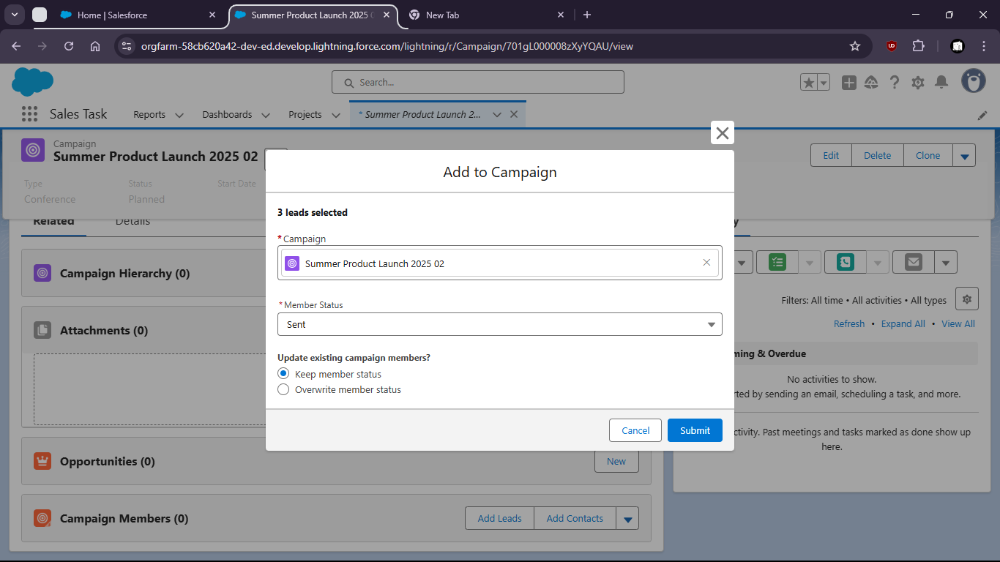 Home | Salesforce
Summer Product Launch 2025
New Tab
orgfarm-58cb620a42-dev-ed.develop.lightning.force.com/lightning/r/Campaign/701gL000008zXyYQAU/view
Search...
Sales Task
Reports
Dashboards
Projects
* Summer Product Launch 2...
Campaign
Summer Product Launch 2025 02
Edit
Delete
Clone
Type
Status
Start Date
Conference
Planned
Related
Details
Add to Campaign
3 leads selected
* Campaign
Summer Product Launch 2025 02
* Member Status
Sent
Update existing campaign members?
Keep member status
Overwrite member status
Cancel
Submit
Campaign Hierarchy (0)
Attachments (0)
Opportunities (0)
New
Campaign Members (0)
Add Leads
Add Contacts
Filters: All time • All activities • All types
Refresh • Expand All • View All
& Overdue
No activities to show.
by sending an email, scheduling a task, and more.
Past meetings and tasks marked as done show up
here.